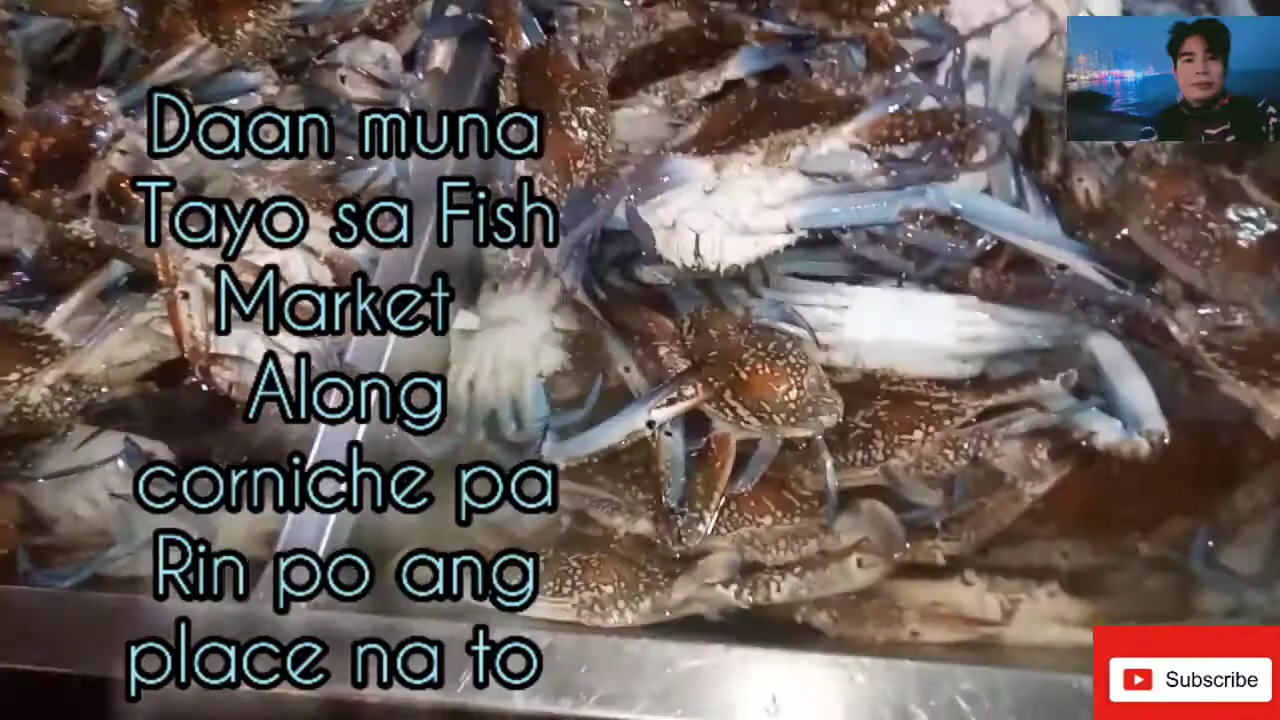 Daan muna
Tayo sa Fish
Market
Along
corniche pa
Rin po ang
place na to
Subscribe